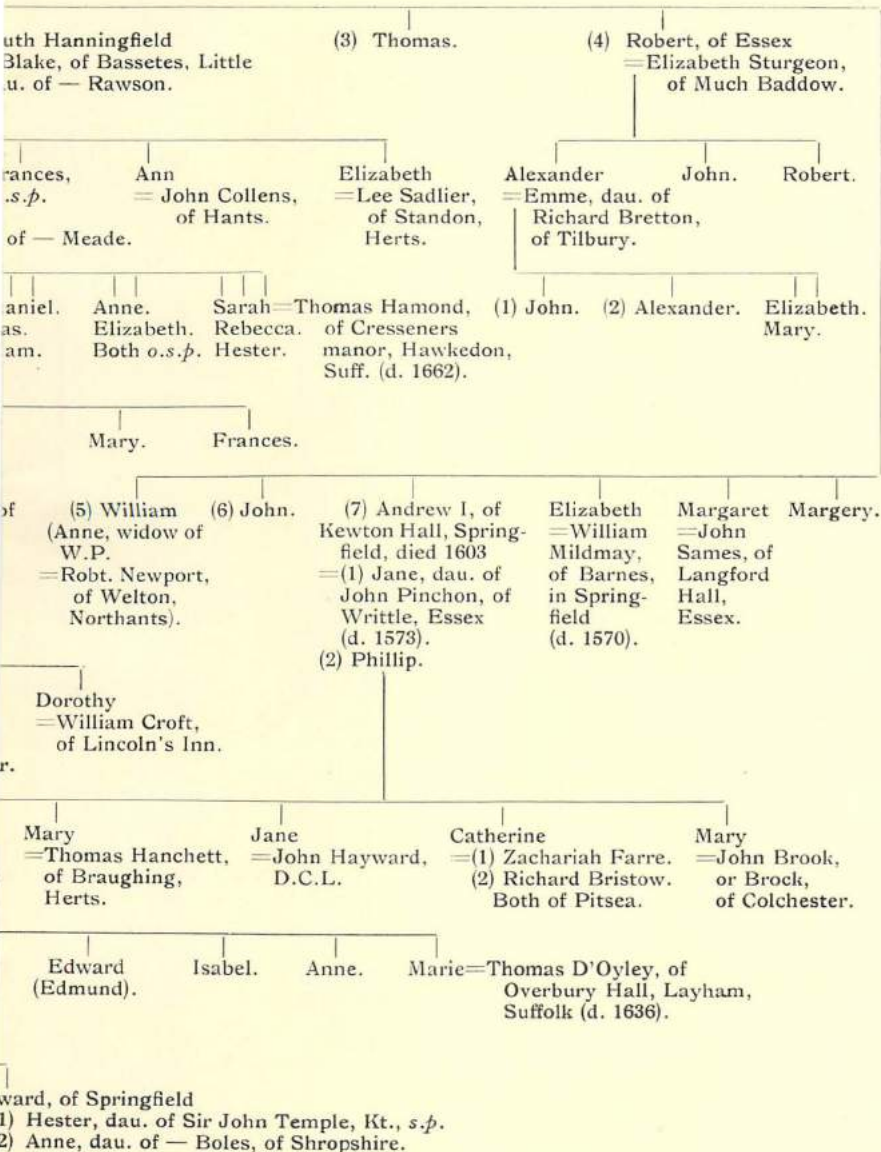 uth Hanningfield (3) Thomas. (4) Robert, of Essex
Blake, of Bassetes, Little =Elizabeth Sturgeon,
u. of — Rawson. of Much Baddow.
rances, Ann Elizabeth Alexander John. Robert.
.s.p. = John Collens, =Lee Sadlier, =Emme, dau. of
of Hants. of Standon, Richard Bretton,
of — Meade. Herts. of Tilbury.
aniel. Anne. Sarah=Thomas Hamond, (1) John. (2) Alexander. Elizabeth.
as. Elizabeth. Rebecca. of Cresseners Mary.
am. Both o.s.p. Hester. manor, Hawkedon,
Suff. (d. 1662).
Mary. Frances.
of (5) William (6) John. (7) Andrew I, of Elizabeth Margaret Margery.
(Anne, widow of Kewton Hall, Spring- =William =John
W.P. field, died 1603 Mildmay, Sames, of
=Robt. Newport, =(1) Jane, dau. of of Barnes, Langford
of Welton, John Pinchon, of in Spring- Hall,
Northants). Writtle, Essex field Essex.
(d. 1573). (d. 1570).
(2) Phillip.
Dorothy
=William Croft,
of Lincoln's Inn.
r.
Mary Jane Catherine Mary
=Thomas Hanchett, =John Hayward, =(1) Zachariah Farre. =John Brook,
of Braughing, D.C.L. (2) Richard Bristow. or Brock,
Herts. Both of Pitsea. of Colchester.
Edward Isabel. Anne. Marie=Thomas D'Oyley, of
(Edmund). Overbury Hall, Layham,
Suffolk (d. 1636).
ward, of Springfield
1) Hester, dau. of Sir John Temple, Kt., s.p.
2) Anne, dau. of — Boles, of Shropshire.